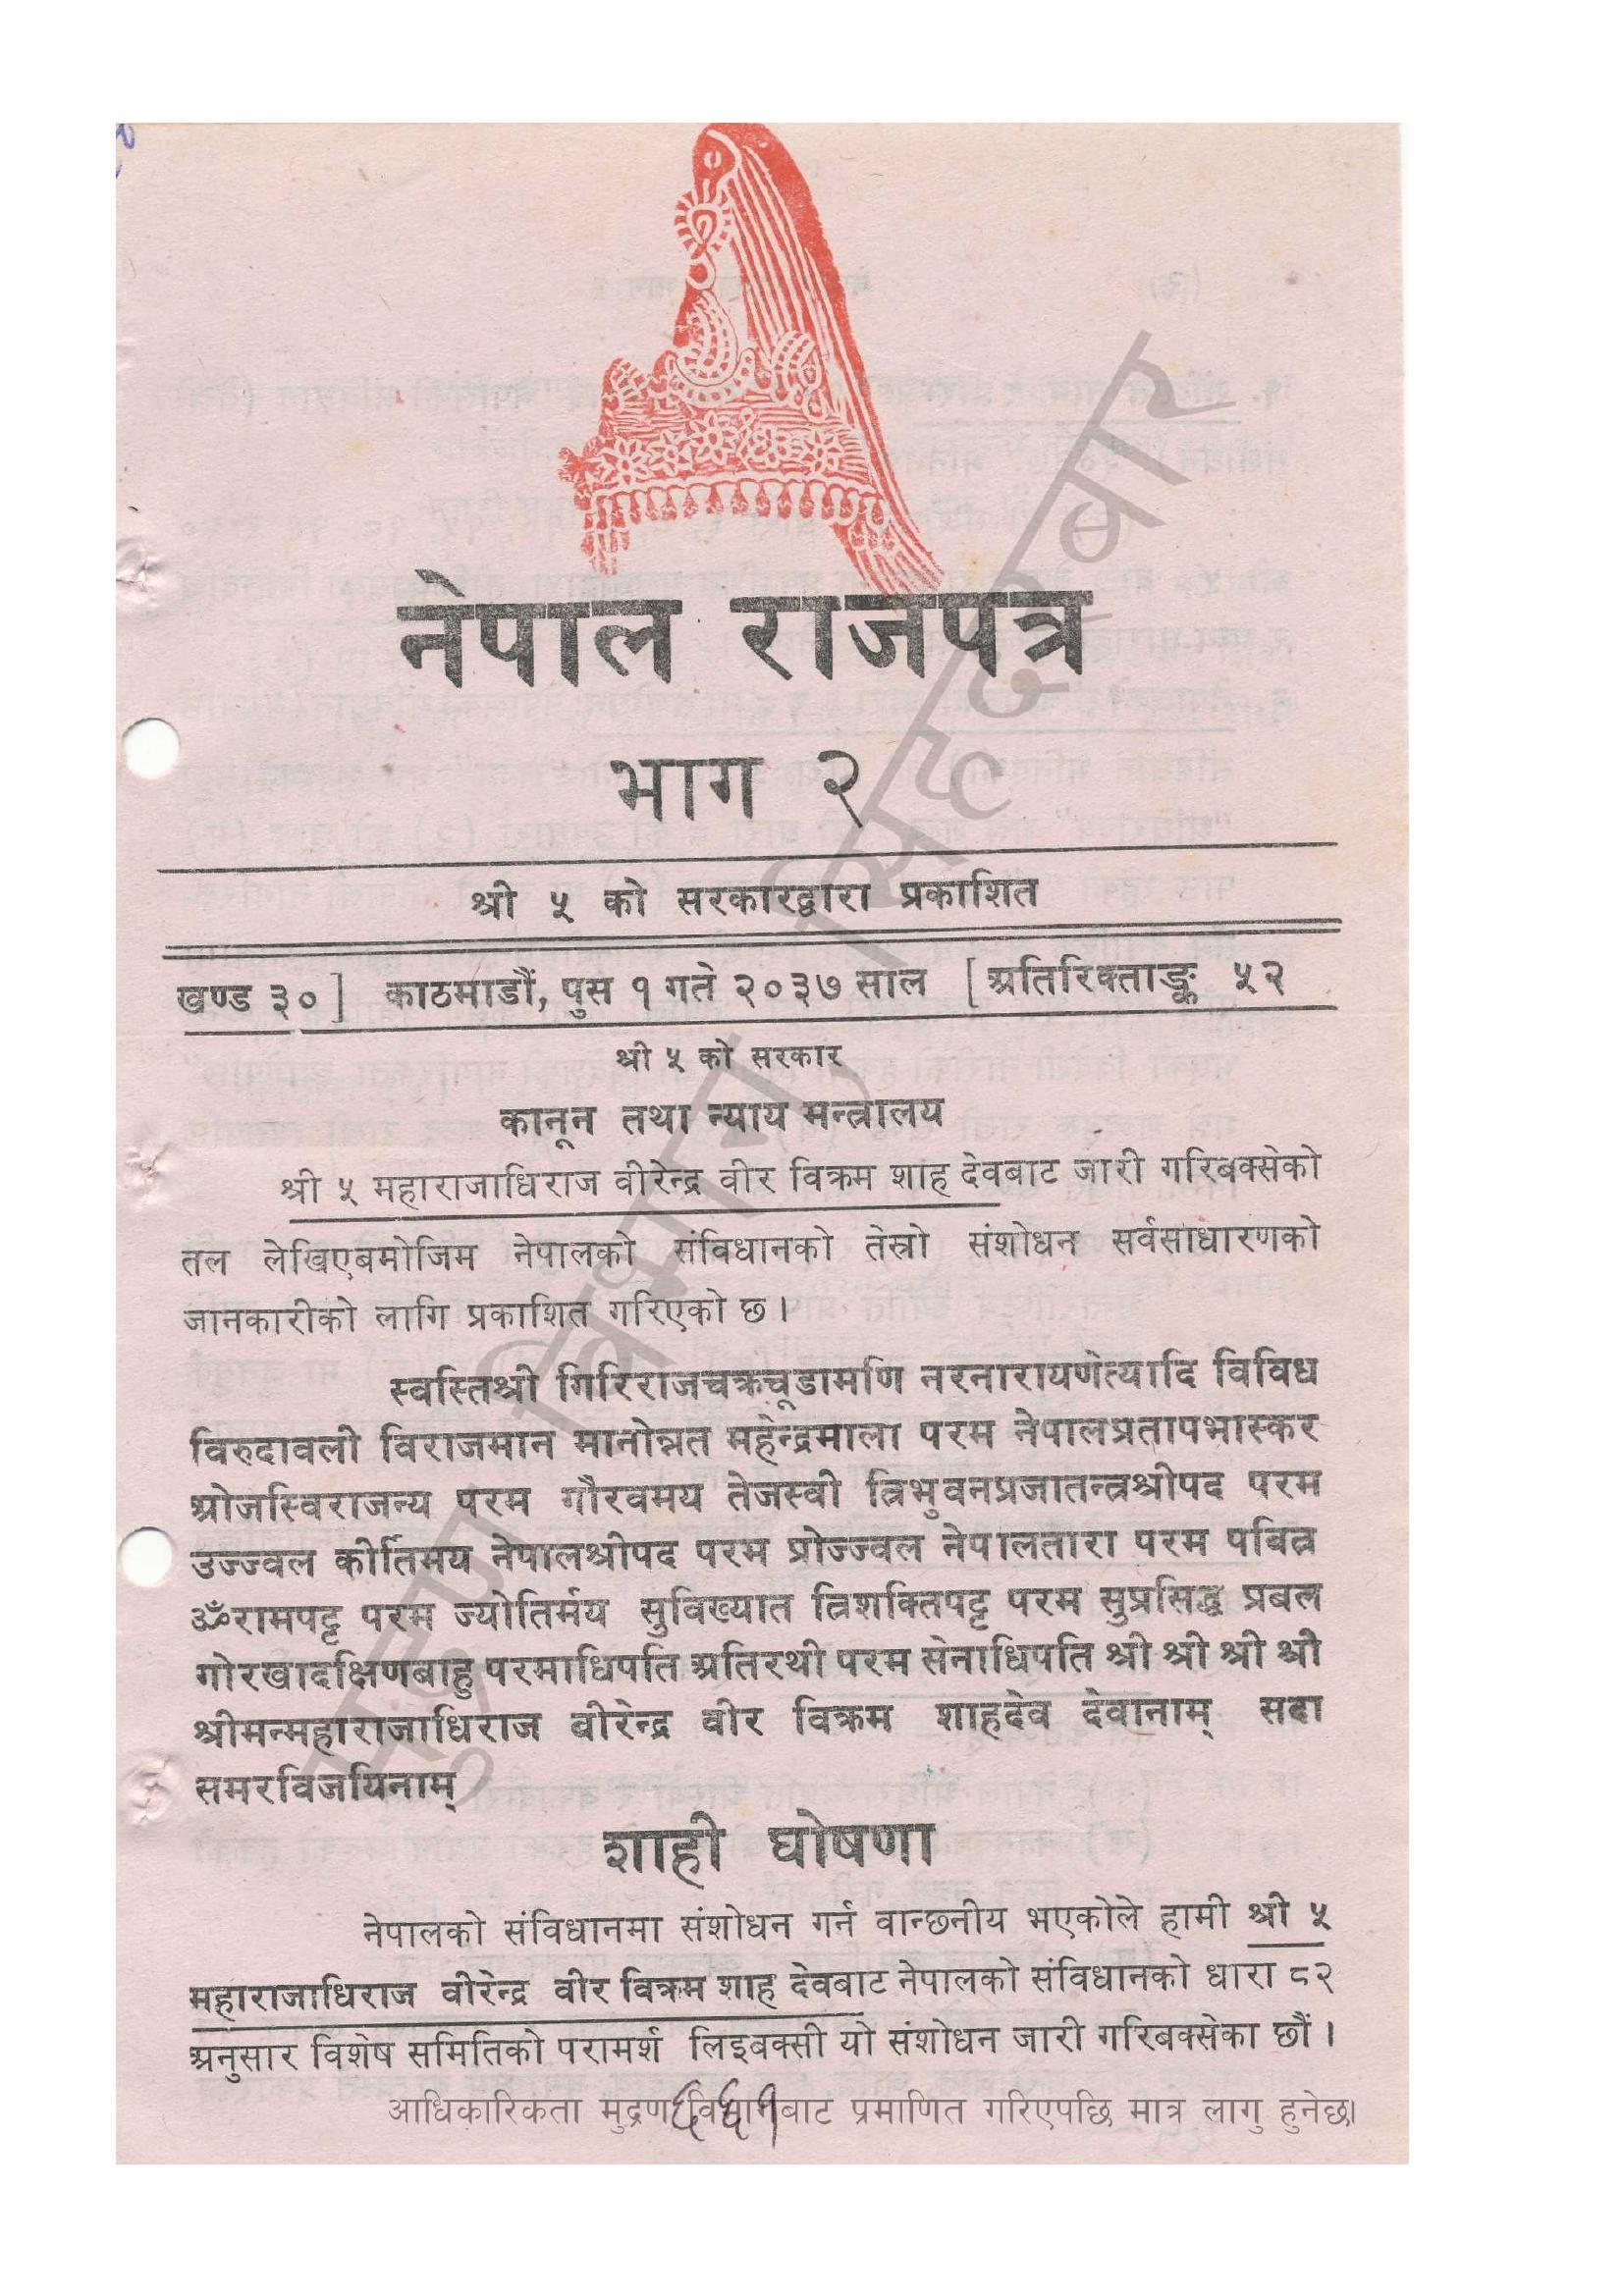 नेपाल राजपत्र
भाग २
श्री ५ को सरकारद्वारा प्रकाशित
खण्ड ३०] काठमाडौं, पुस १ गते २०३७ साल [अतिरिक्ताङ्क ५२
श्री ५ को सरकार
कानून तथा न्याय मन्त्रालय
श्री ५ महाराजाधिराज वीरेन्द्र वीर विक्रम शाह देवबाट जारी गरिबक्सेको
तल लेखिएबमोजिम नेपालको संविधानको तेस्रो संशोधन सर्वसाधारणको
जानकारीको लागि प्रकाशित गरिएको छ।
स्वस्तिश्री गिरिराजचक्रचूडामणि नरनारायणेत्यादि विविध
विरुदावली विराजमान मानोन्नत महेन्द्रमाला परम नेपालप्रतापभास्कर
ओजस्विराजन्य परम गौरवमय तेजस्वी त्रिभुवनप्रजातन्त्रश्रीपद परम
उज्ज्वल कीर्तिमय नेपालश्रीपद परम प्रोज्ज्वल नेपालतारा परम पबित्र
ॐरामपट्ट परम ज्योतिर्मय सुविख्यात त्रिशक्तिपट्ट परम सुप्रसिद्ध प्रबल
गोरखादक्षिणबाहु परमाधिपति अतिरथी परम सेनाधिपति श्री श्री श्री श्री
श्रीमन्महाराजाधिराज वीरेन्द्र वीर विक्रम शाहदेव देवानाम् सदा
समरविजयिनाम्
शाही घोषणा
नेपालको संविधानमा संशोधन गर्न वान्छनीय भएकोले हामी श्री ५
महाराजाधिराज वीरेन्द्र वीर विक्रम शाह देवबाट नेपालको संविधानको धारा ८२
अनुसार विशेष समितिको परामर्श लिइबक्सी यो संशोधन जारी गरिबक्सेका छौं।
आधिकारिकता मुद्रण विभागबाट प्रमाणित गरिएपछि मात्र लागु हुनेछ।
६६१
मुद्रण विभाग, सिंहदरबार